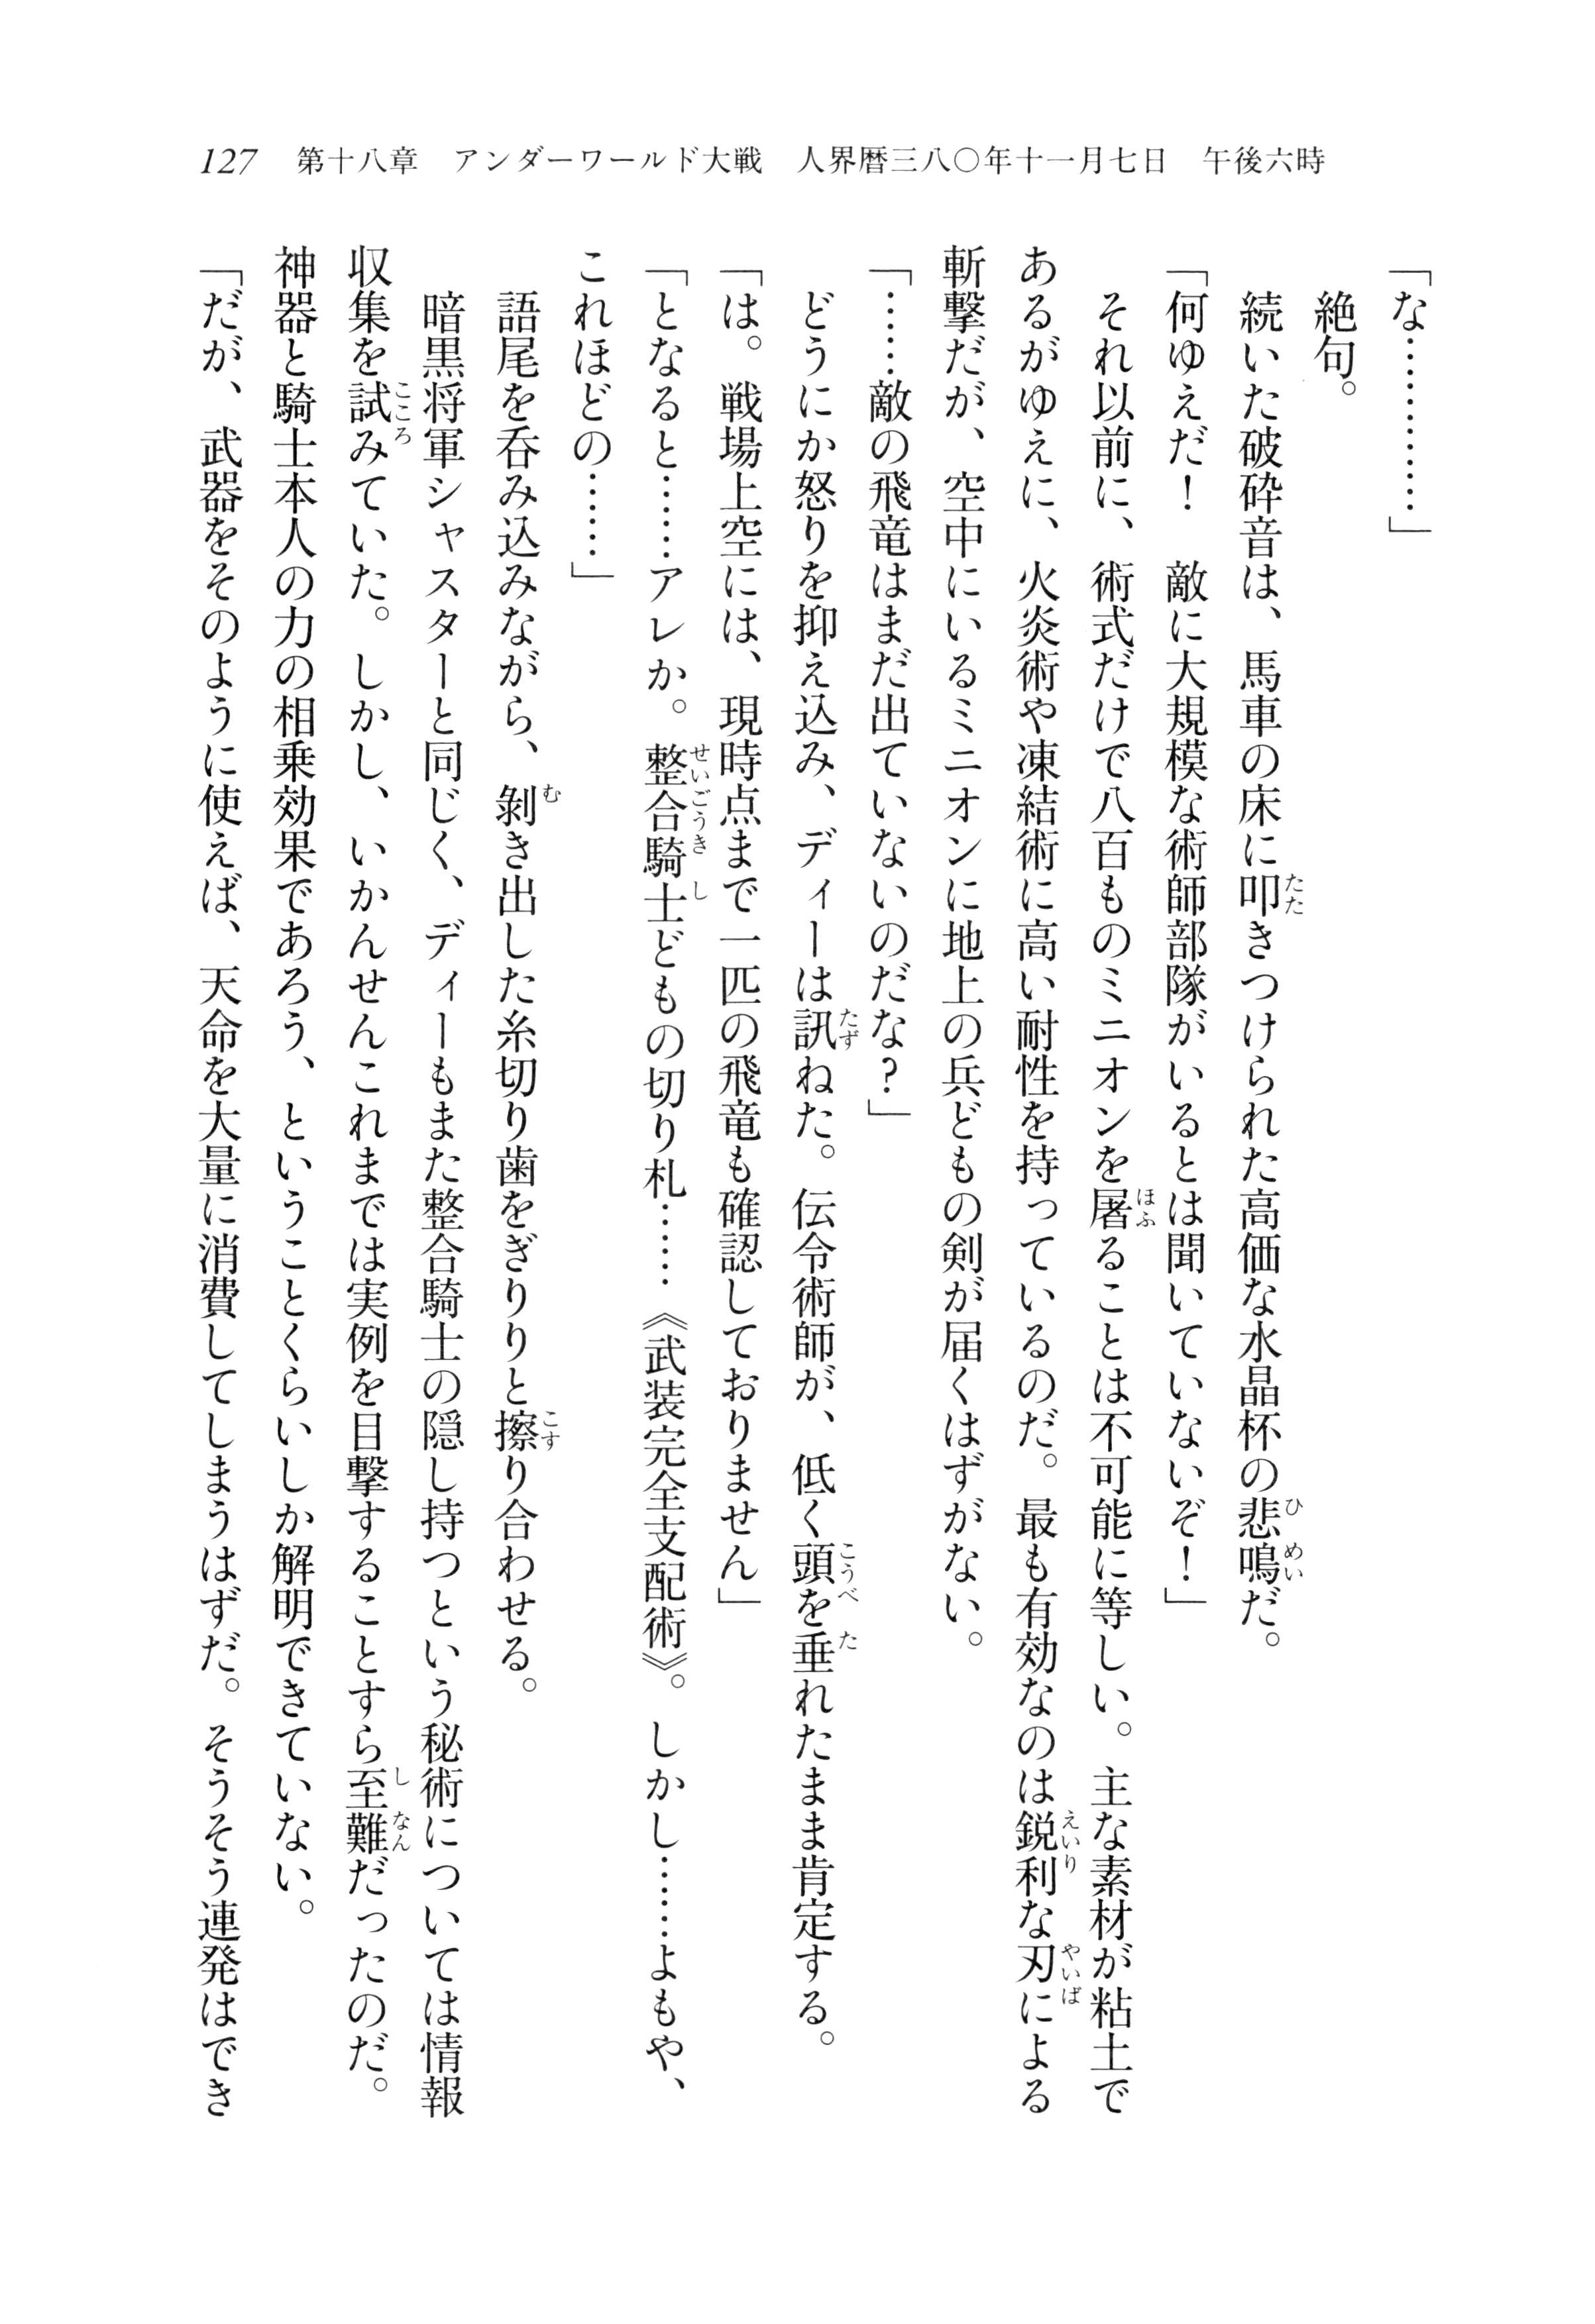 127　第十八章　アンダーワールド大戦　人界暦三八〇年十一月七日　午後六時
「な…………」
　絶句。
　続いた破砕音は、馬車の床に叩きつけられた高価な水晶杯の悲鳴だ。
「何ゆえだ！　敵に大規模な術師部隊がいるとは聞いていないぞ！」
　それ以前に、術式だけで八百ものミニオンを屠ることは不可能に等しい。主な素材が粘土で
あるがゆえに、火炎術や凍結術に高い耐性を持っているのだ。最も有効なのは鋭利な刃による
斬撃だが、空中にいるミニオンに地上の兵どもの剣が届くはずがない。
「……敵の飛竜はまだ出ていないのだな？」
　どうにか怒りを抑え込み、ディーは訊ねた。伝令術師が、低く頭を垂れたまま肯定する。
「は。戦場上空には、現時点まで一匹の飛竜も確認しておりません」
「となると……アレか。整合騎士どもの切り札……《武装完全支配術》。しかし……よもや、
これほどの……」
　語尾を呑み込みながら、剝き出した糸切り歯をぎりりと擦り合わせる。
　暗黒将軍シャスターと同じく、ディーもまた整合騎士の隠し持つという秘術については情報
収集を試みていた。しかし、いかんせんこれまでは実例を目撃することすら至難だったのだ。
神器と騎士本人の力の相乗効果であろう、ということくらいしか解明できていない。
「だが、武器をそのように使えば、天命を大量に消費してしまうはずだ。そうそう連発はでき